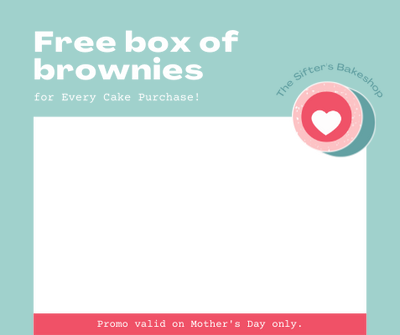 Free box of
brownies
for Every Cake Purchase!
The Sifter's Bakeshop
Promo valid on Mother's Day only.